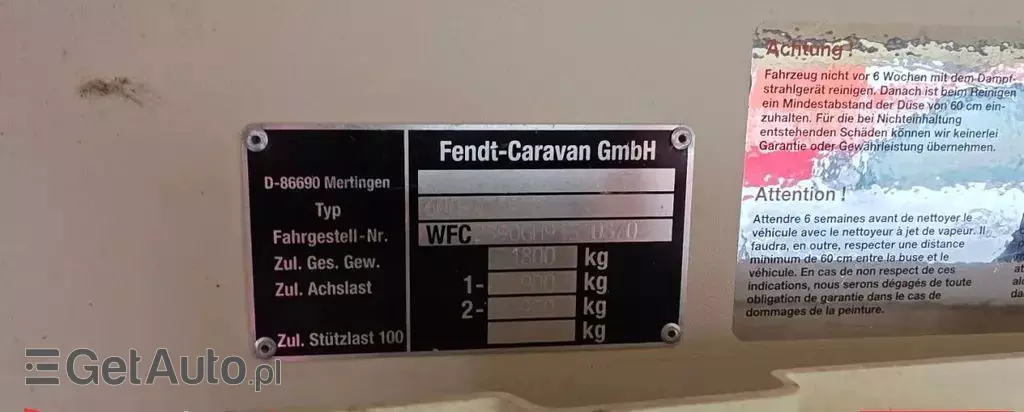 Fendt-Caravan GmbH
D-86690 Mertingen
Typ
Fahrgestell-Nr. WFC
Zul. Ges. Gew. 1800 kg
Zul. Achslast 1- 900 kg
2- kg
kg
Zul. Stützlast 100
Achtung !
Fahrzeug nicht vor 6 Wochen mit dem Dampf-
strahlgerät reinigen. Danach ist beim Reinigen
ein Mindestabstand der Düse von 60 cm ein-
zuhalten. Für die bei Nichteinhaltung
entstehenden Schäden können wir keinerlei
Garantie oder Gewährleistung übernehmen.
Attention !
Attendre 6 semaines avant de nettoyer le
véhicule avec le nettoyeur à jet de vapeur. Il
faudra, en outre, respecter une distance
minimum de 60 cm entre la buse et le
véhicule. En cas de non respect de ces
indications, nous serons dégagés de toute
obligation de garantie dans le cas de
dommages de la peinture.
GetAuto.pl